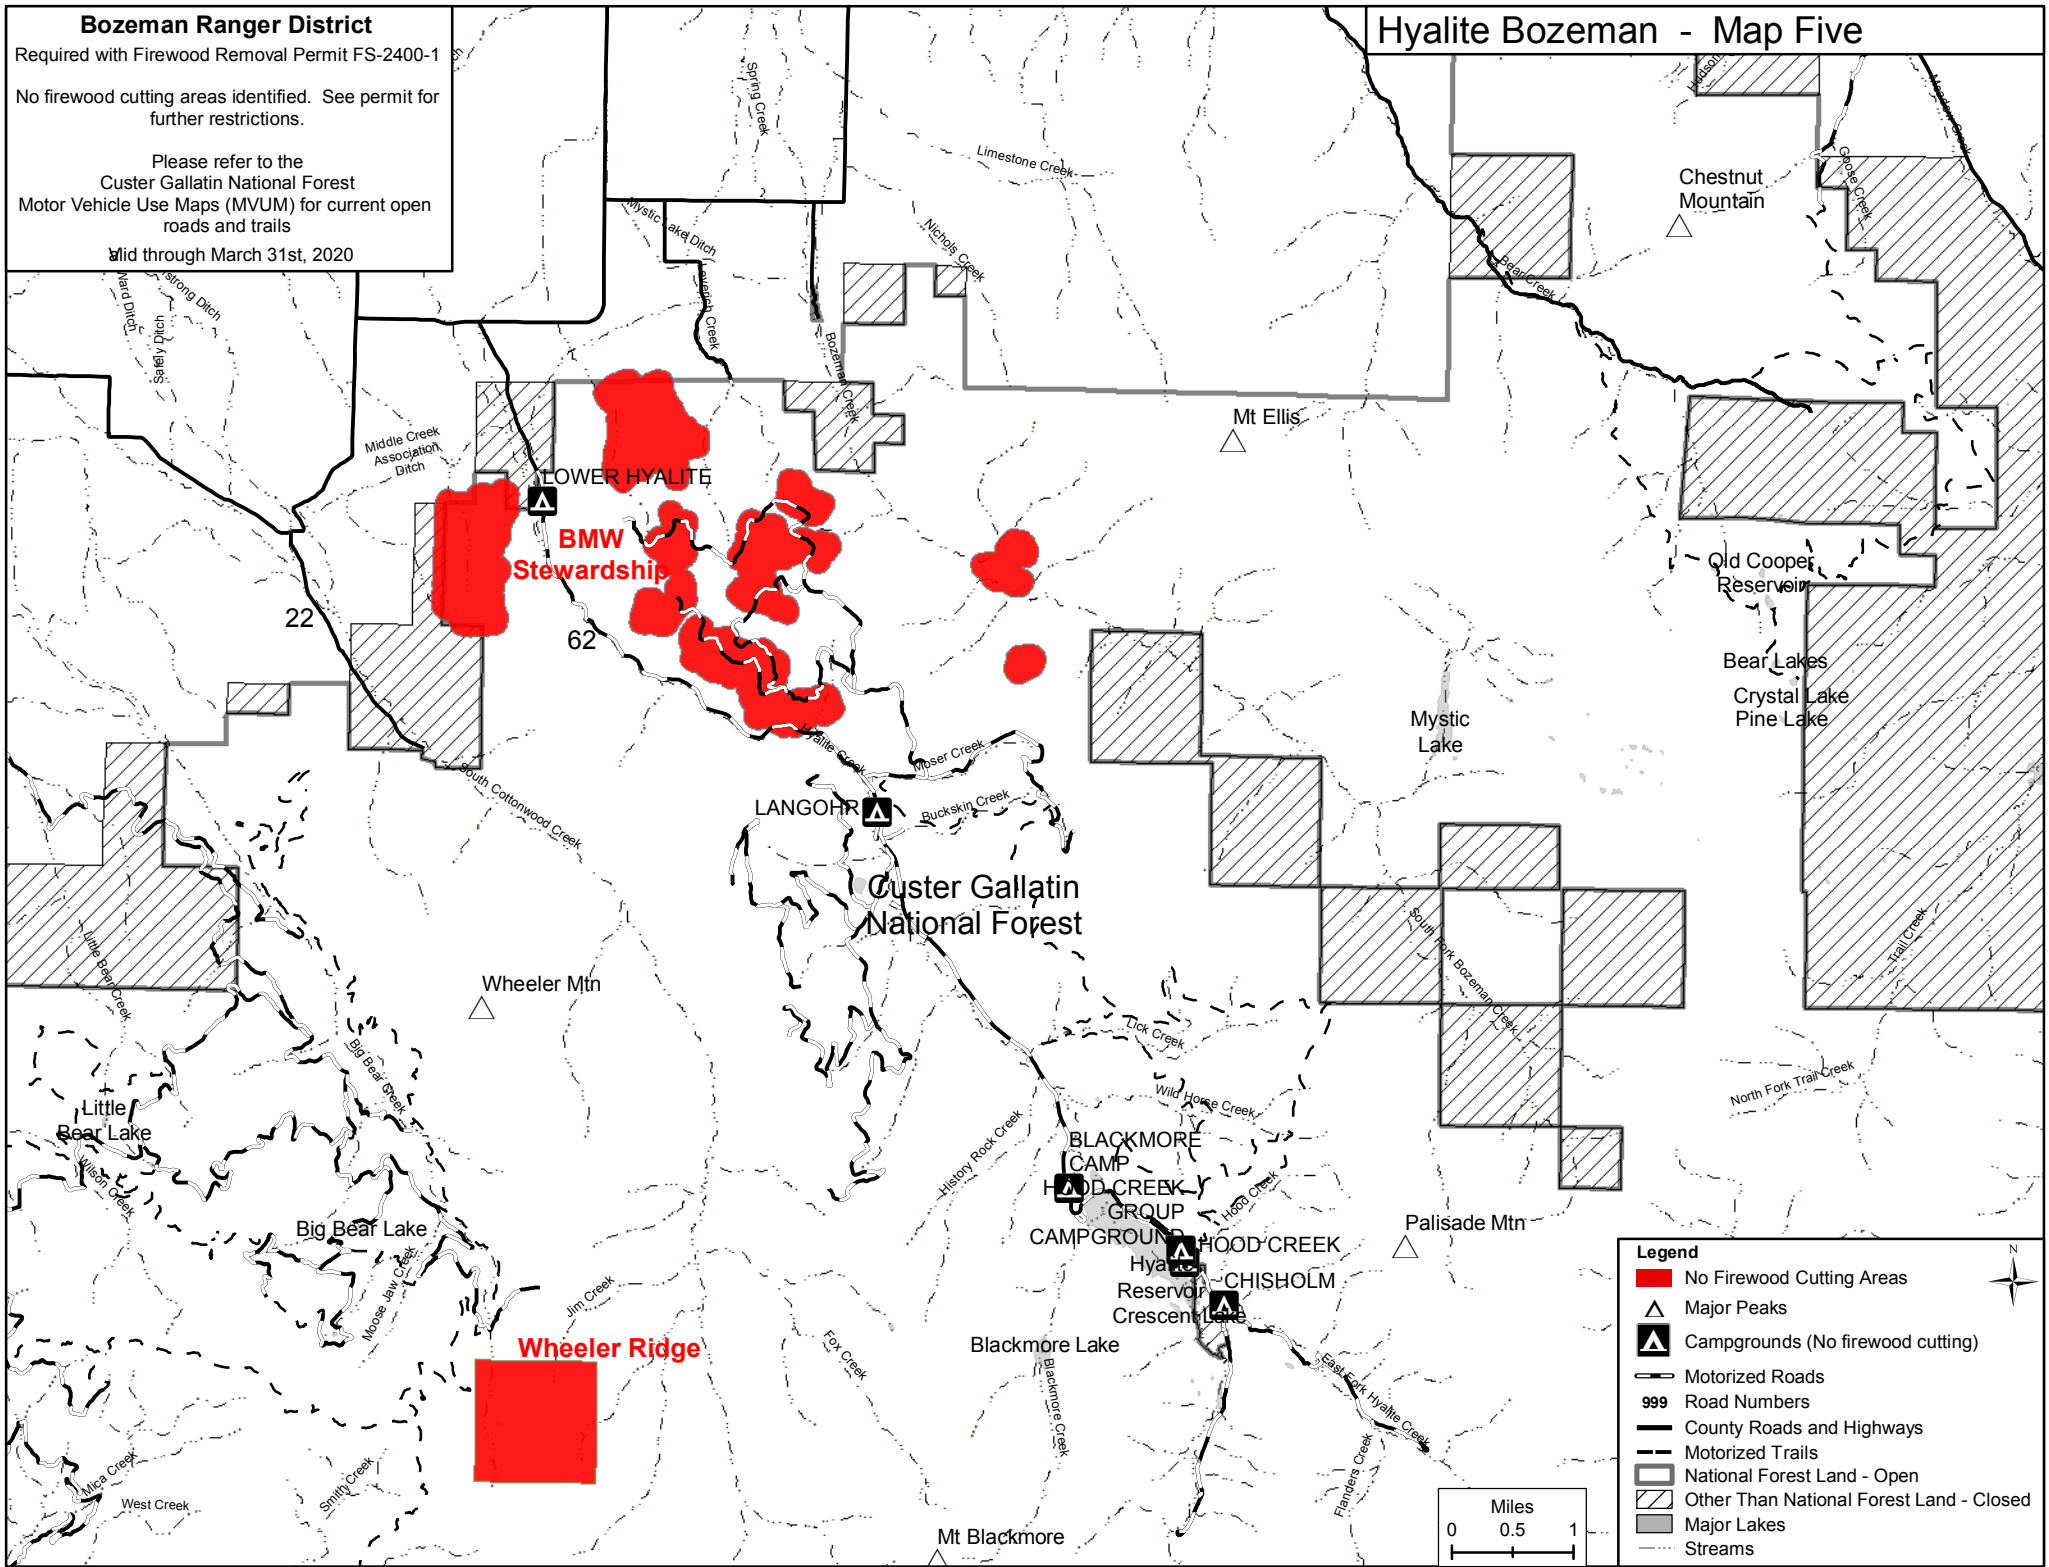 Bozeman Ranger District
Required with Firewood Removal Permit FS-2400-1
No firewood cutting areas identified.  See permit for
further restrictions.
Please refer to the
Custer Gallatin National Forest
Motor Vehicle Use Maps (MVUM) for current open
roads and trails
Valid through March 31st, 2020
Hyalite Bozeman  -  Map Five
Spring Creek
Limestone Creek
Meadow Creek
Goose Creek
Chestnut
Mountain
Mystic Lake Ditch
Nichols Creek
Bear Creek
Ward Ditch
Seely Ditch
Leverich Creek
Bozeman Creek
Mt Ellis
Middle Creek
Association
Ditch
LOWER HYALITE
BMW
Stewardship
22
62
Old Cooper
Reservoir
Bear Lakes
Crystal Lake
Pine Lake
Mystic
Lake
Hyalite Creek
Moser Creek
South Cottonwood Creek
LANGOHR
Buckskin Creek
Custer Gallatin
National Forest
Little Bear Creek
South Fork Bozeman Creek
Trail Creek
Wheeler Mtn
Lick Creek
Big Bear Creek
North Fork Trail Creek
Wild Horse Creek
Little
Bear Lake
History Rock Creek
BLACKMORE
CAMP
Wilson Creek
HOOD CREEK
GROUP
CAMPGROUND
Hood Creek
Palisade Mtn
Big Bear Lake
HOOD CREEK
Hyalite
Reservoir
CHISHOLM
Crescent Lake
Moose Jaw Creek
Jim Creek
Wheeler Ridge
Fox Creek
Blackmore Lake
Blackmore Creek
East Fork Hyalite Creek
Flanders Creek
Mica Creek
West Creek
Smithy Creek
Mt Blackmore
Miles
0 0.5 1
Legend
N
No Firewood Cutting Areas
Major Peaks
Campgrounds (No firewood cutting)
Motorized Roads
999 Road Numbers
County Roads and Highways
Motorized Trails
National Forest Land - Open
Other Than National Forest Land - Closed
Major Lakes
Streams